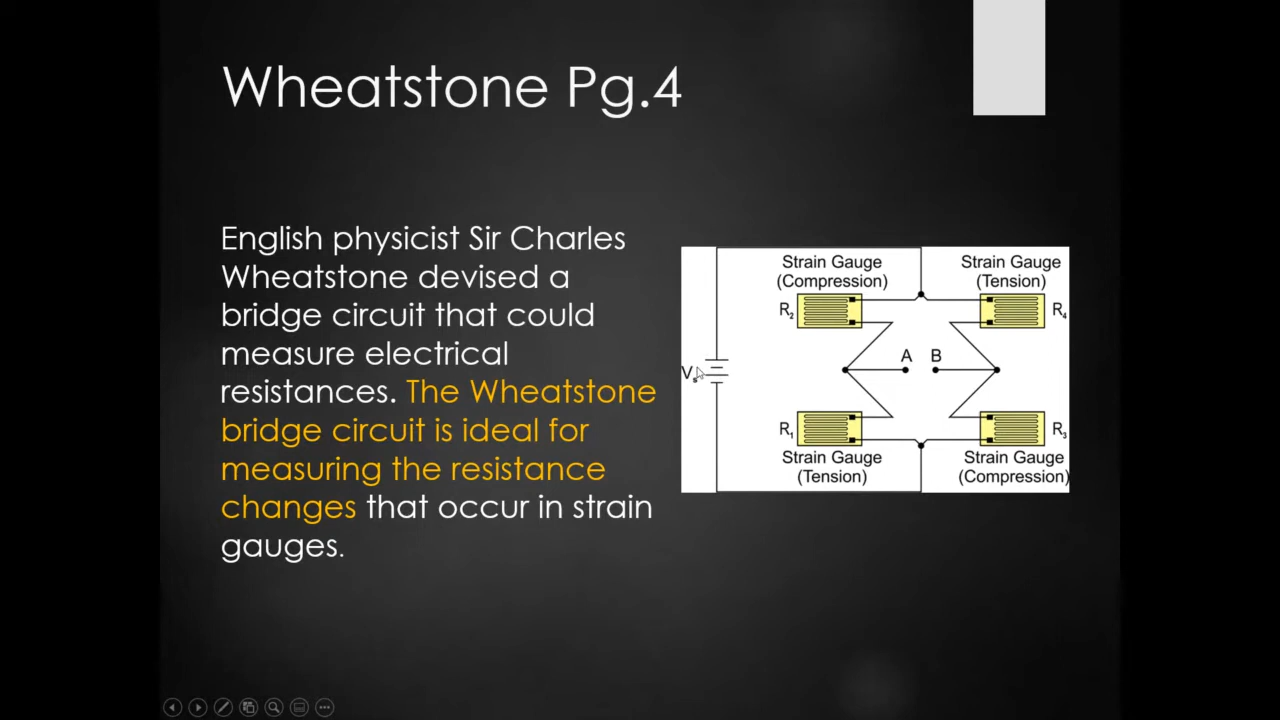 Wheatstone Pg.4
English physicist Sir Charles
Wheatstone devised a
bridge circuit that could
measure electrical
resistances. The Wheatstone
bridge circuit is ideal for
measuring the resistance
changes that occur in strain
gauges.
Strain Gauge
(Compression)
Strain Gauge
(Tension)
R2
R4
A B
Vs
R1
R3
Strain Gauge
(Tension)
Strain Gauge
(Compression)